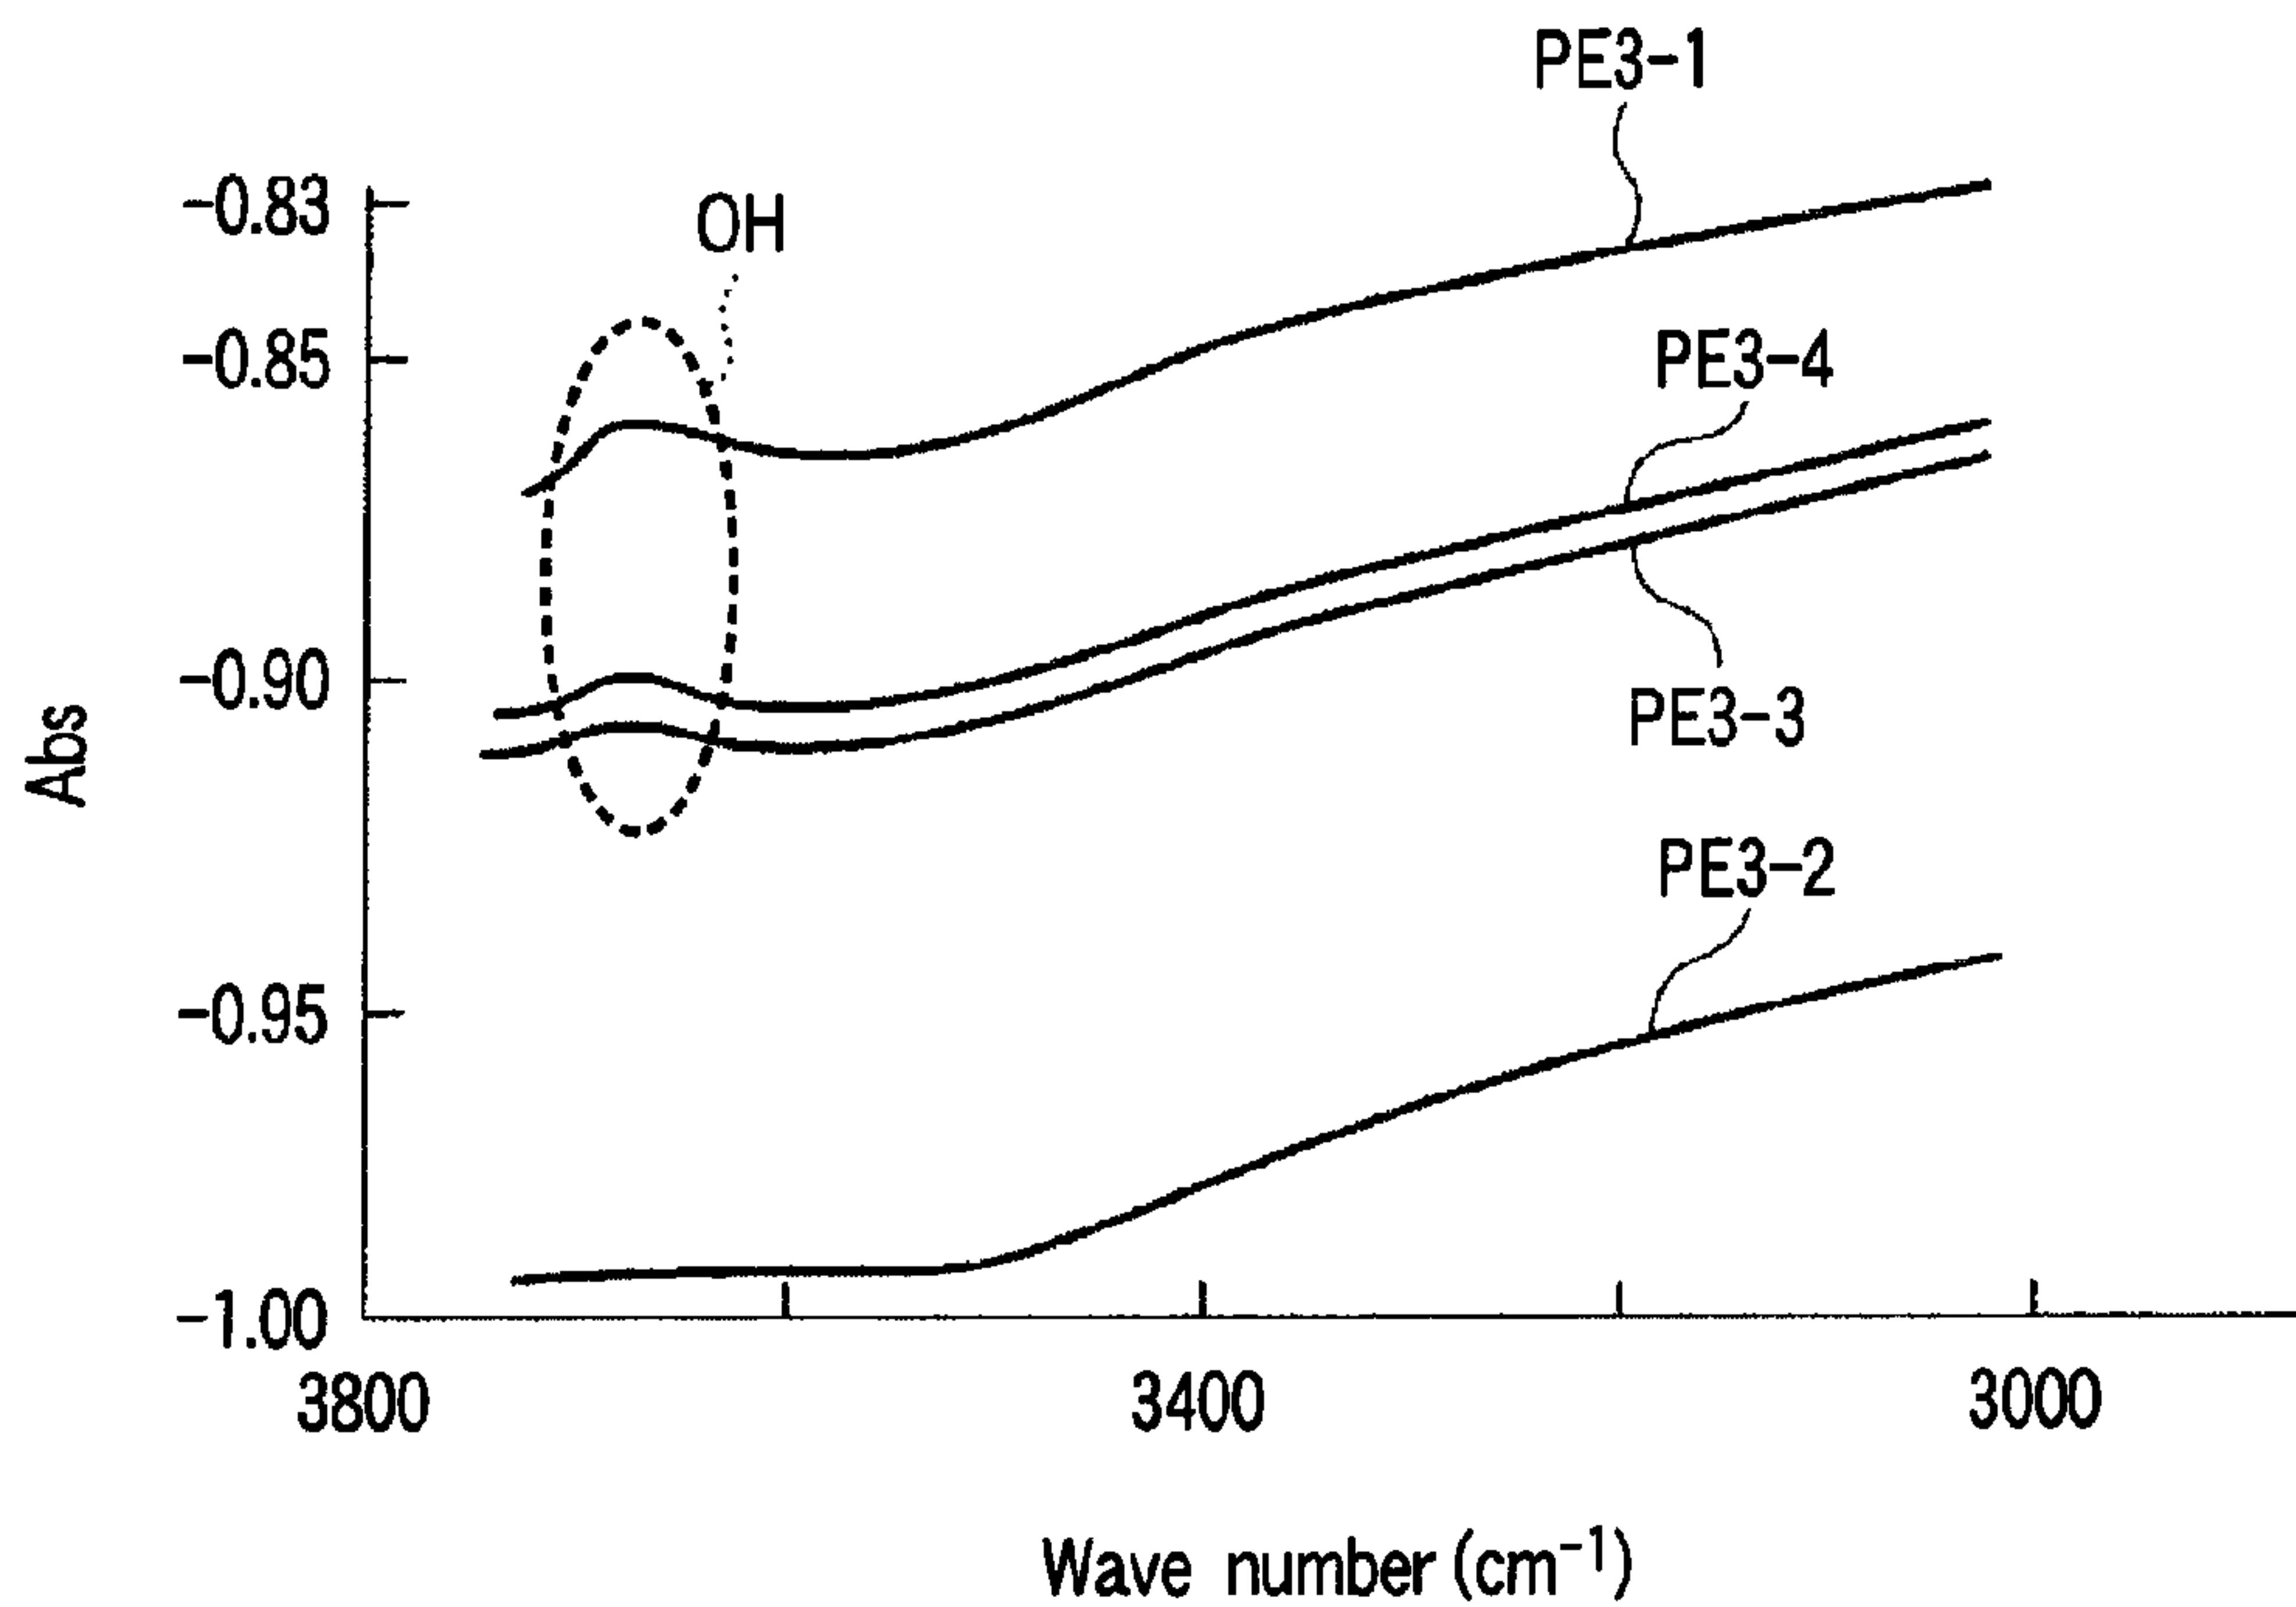 PE3-1
-0.83
OH
-0.85
PE3-4
-0.90
PE3-3
Abs
PE3-2
-0.95
-1.00
3800
3400
3000
Wave number (cm⁻¹)